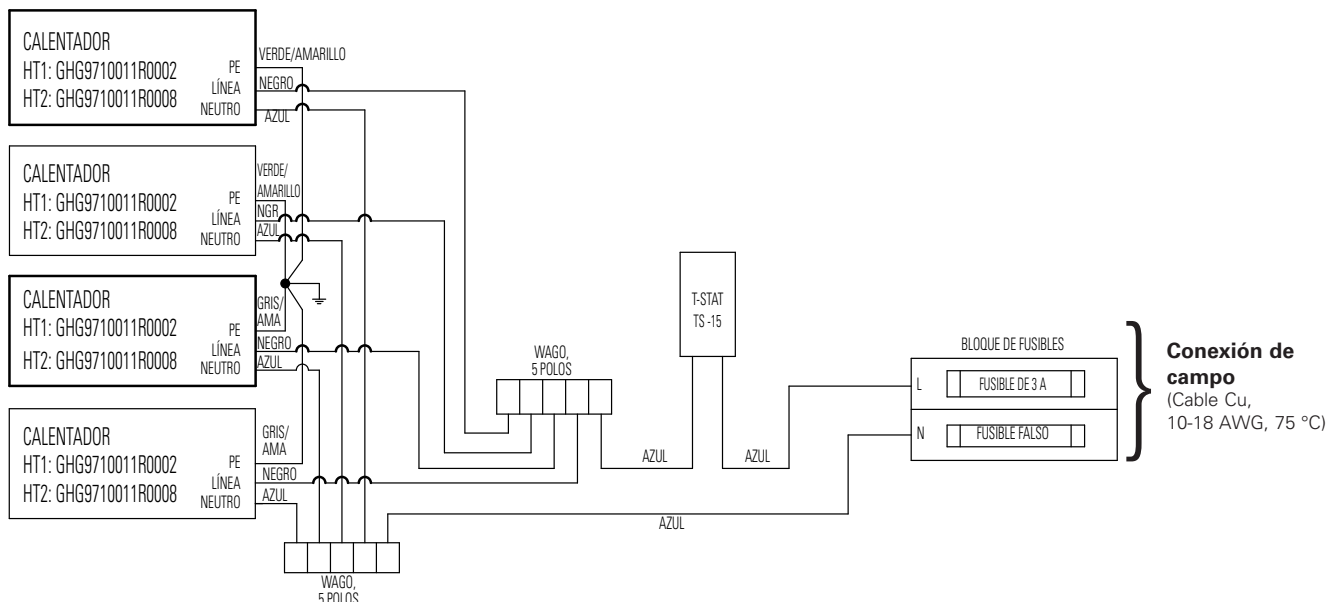 CALENTADOR
HT1: GHG9710011R0002
HT2: GHG9710011R0008
PE
LÍNEA
NEUTRO
VERDE/AMARILLO
NEGRO
AZUL
CALENTADOR
HT1: GHG9710011R0002
HT2: GHG9710011R0008
PE
LÍNEA
NEUTRO
VERDE/
AMARILLO
NGR
AZUL
CALENTADOR
HT1: GHG9710011R0002
HT2: GHG9710011R0008
PE
LÍNEA
NEUTRO
GRIS/
AMA
NEGRO
AZUL
CALENTADOR
HT1: GHG9710011R0002
HT2: GHG9710011R0008
PE
LÍNEA
NEUTRO
GRIS/
AMA
NEGRO
AZUL
WAGO,
5 POLOS
WAGO,
5 POLOS
T-STAT
TS -15
AZUL
AZUL
AZUL
BLOQUE DE FUSIBLES
L
FUSIBLE DE 3 A
N
FUSIBLE FALSO
Conexión de
campo
(Cable Cu,
10-18 AWG, 75 °C)